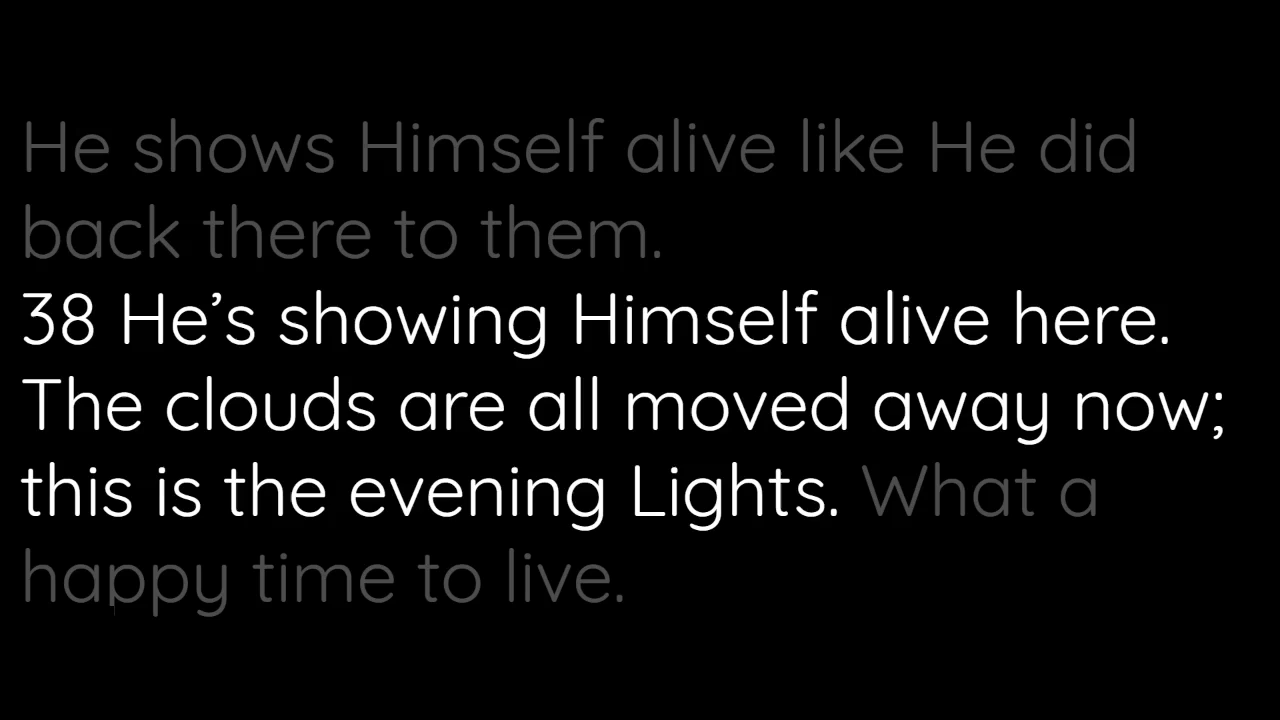 He shows Himself alive like He did
back there to them.
38 He’s showing Himself alive here.
The clouds are all moved away now;
this is the evening Lights. What a
happy time to live.